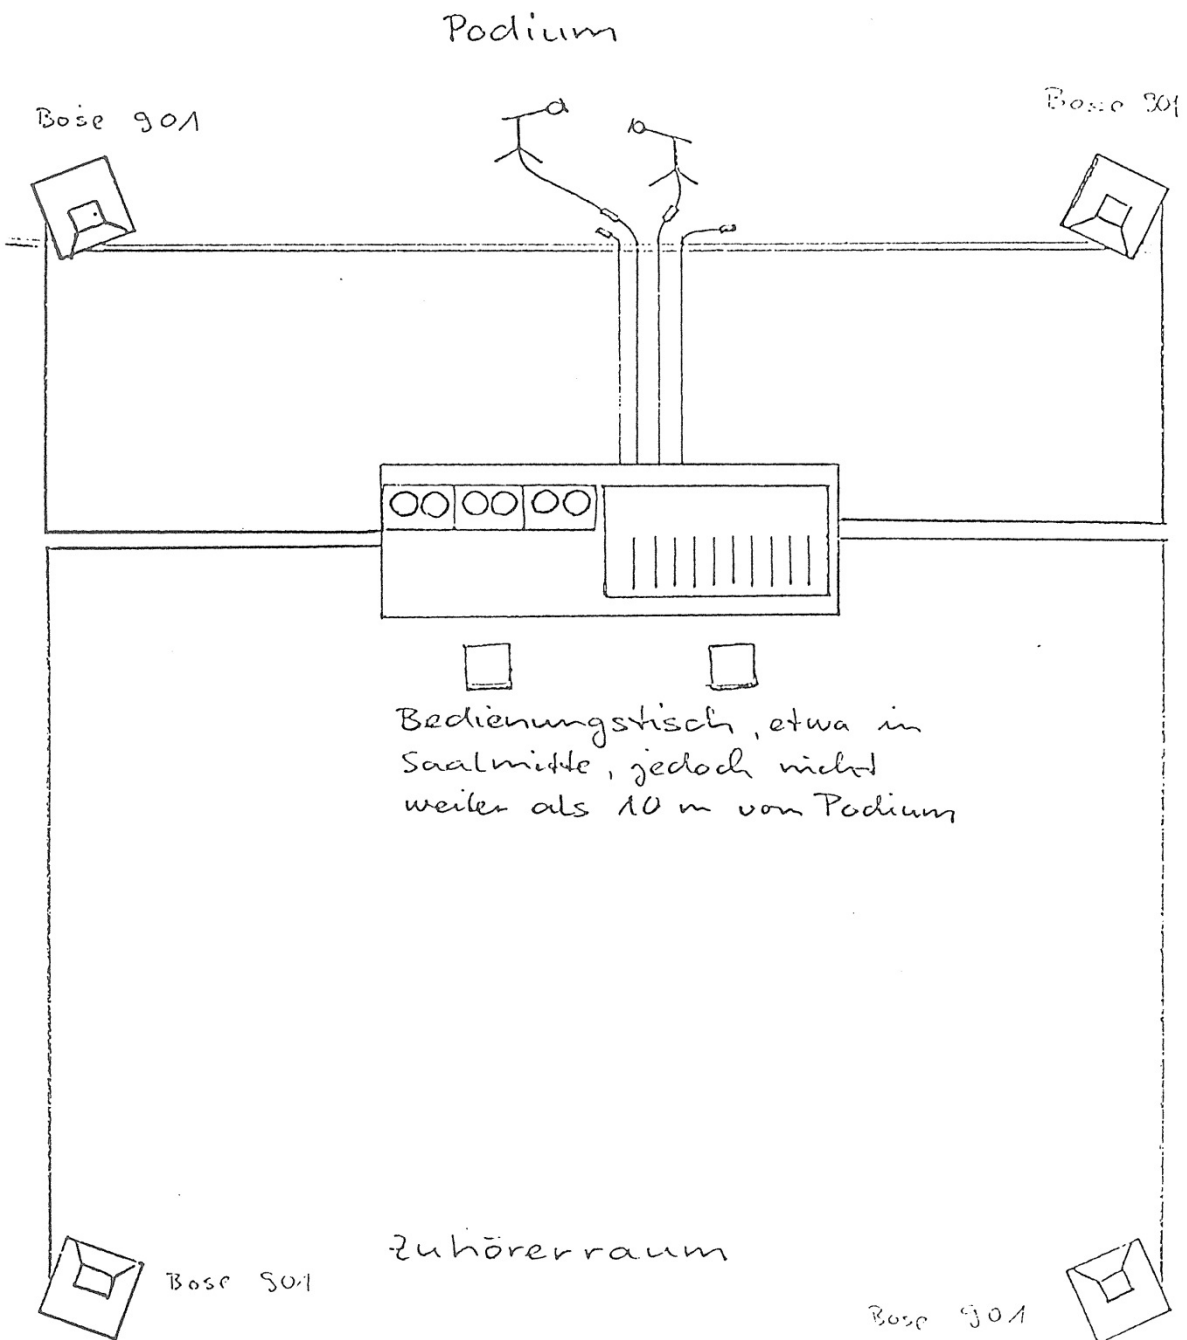 Podium
Bose 901
Bose 901
Bedienungstisch, etwa in
Saalmitte, jedoch nicht
weiter als 10 m vom Podium
Zuhörerraum
Bose 901
Bose 901